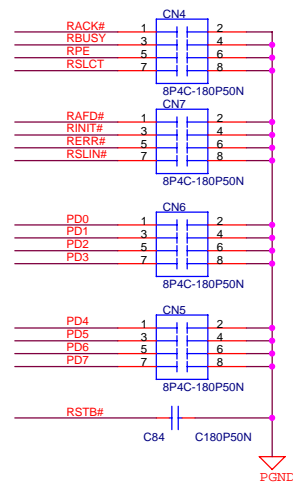 CN4
RACK# 1 2
RBUSY 3 4
RPE 5 6
RSLCT 7 8
8P4C-180P50N
CN7
RAFD# 1 2
RINIT# 3 4
RERR# 5 6
RSLIN# 7 8
8P4C-180P50N
CN6
PD0 1 2
PD1 3 4
PD2 5 6
PD3 7 8
8P4C-180P50N
CN5
PD4 1 2
PD5 3 4
PD6 5 6
PD7 7 8
8P4C-180P50N
RSTB#
C84 C180P50N
PGND